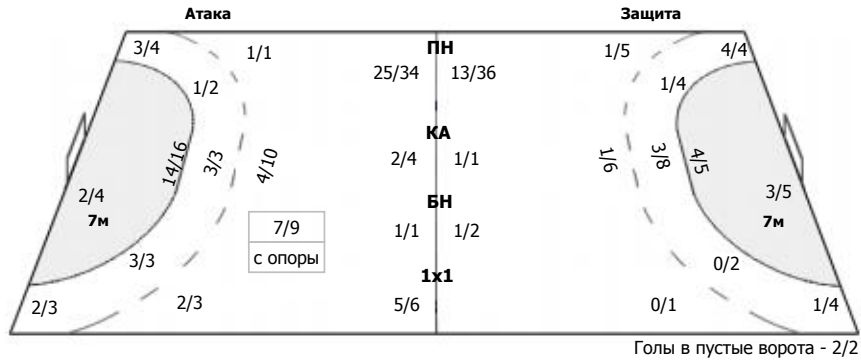 Атака Защита
3/4 1/1 ПН 1/5 4/4
25/34 13/36
1/2 1/4
КА
14/16 3/3 4/10 2/4 1/1 1/6 3/8 4/5
2/4 3/5
7м 7м
БН
7/9 1/1 1/2
с опоры
3/3 0/2
1x1
2/3 2/3 5/6 0/1 1/4
Голы в пустые ворота - 2/2